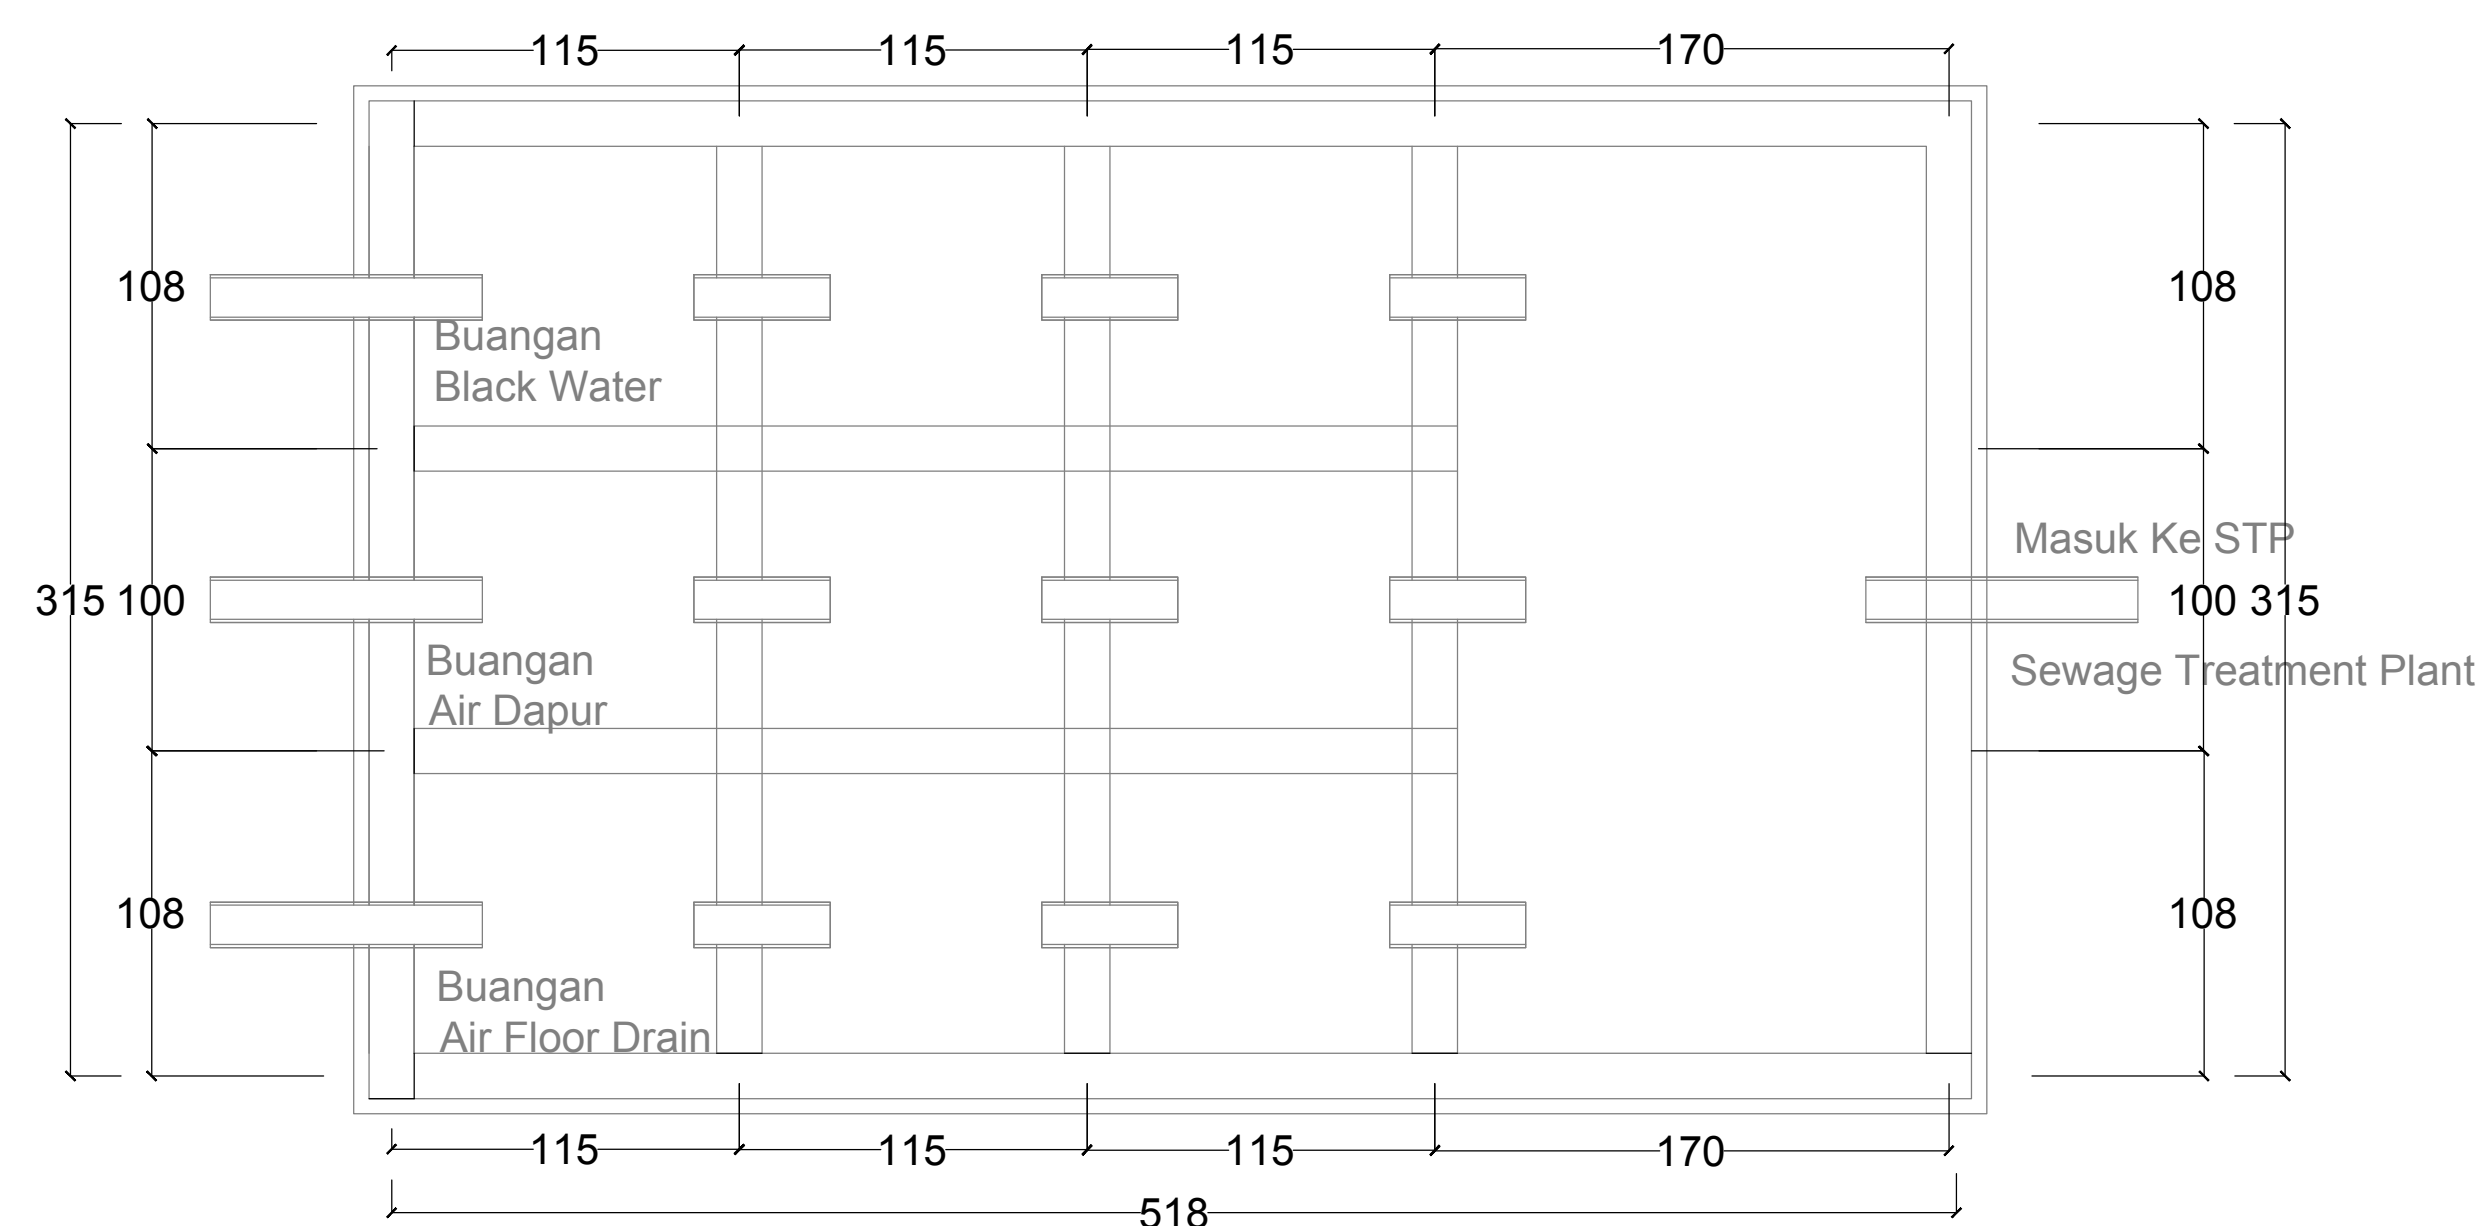 115 115 115 170
108 108
Buangan
Black Water
Masuk Ke STP
315 100 100 315
Buangan
Air Dapur
Sewage Treatment Plant
108 108
Buangan
Air Floor Drain
115 115 115 170
518